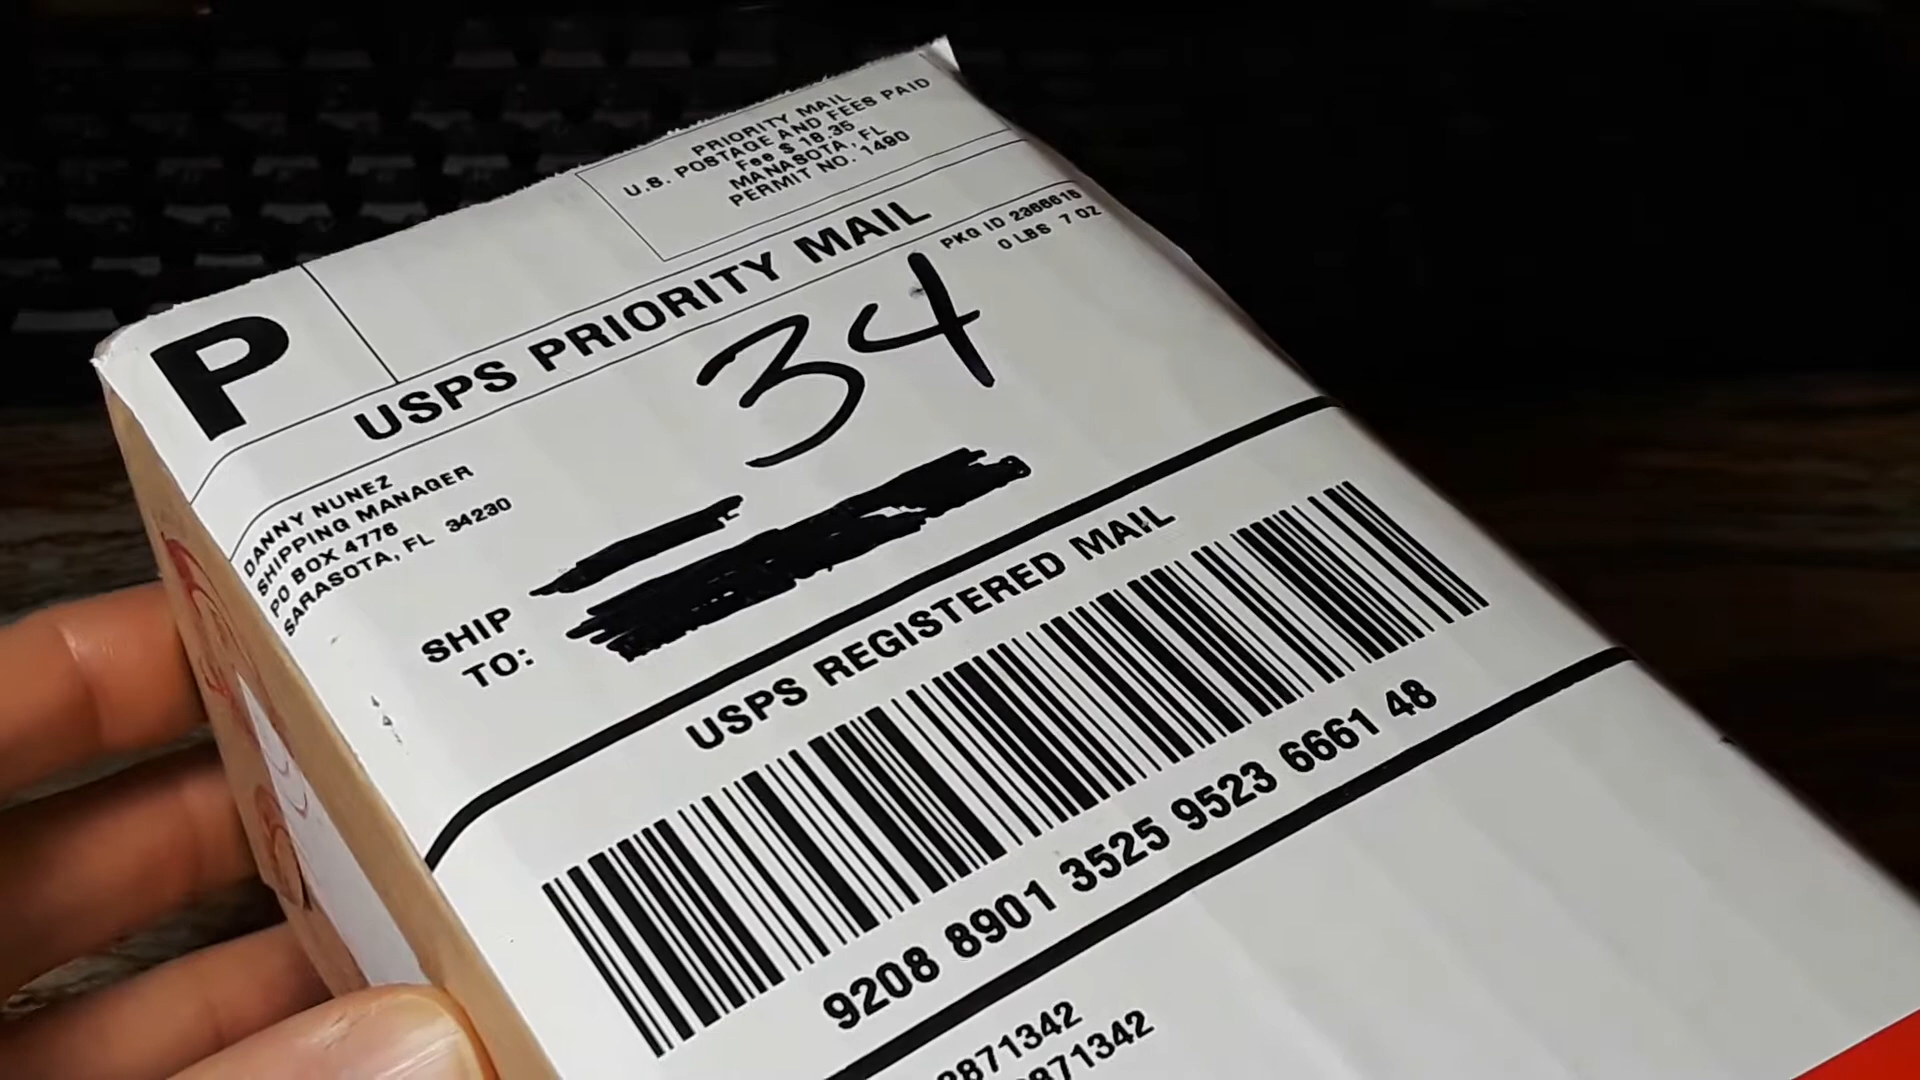 PRIORITY MAIL
U.S. POSTAGE AND FEES PAID
Fee $ 18.35
MANASOTA, FL
PERMIT NO. 1490
P
USPS PRIORITY MAIL
PKG ID 2366618
0 LBS 7 OZ
34
DANNY NUNEZ
SHIPPING MANAGER
PO BOX 4776
SARASOTA, FL 34230
SHIP
TO:
USPS REGISTERED MAIL
9208 8901 3525 9523 6661 48
871342
871342